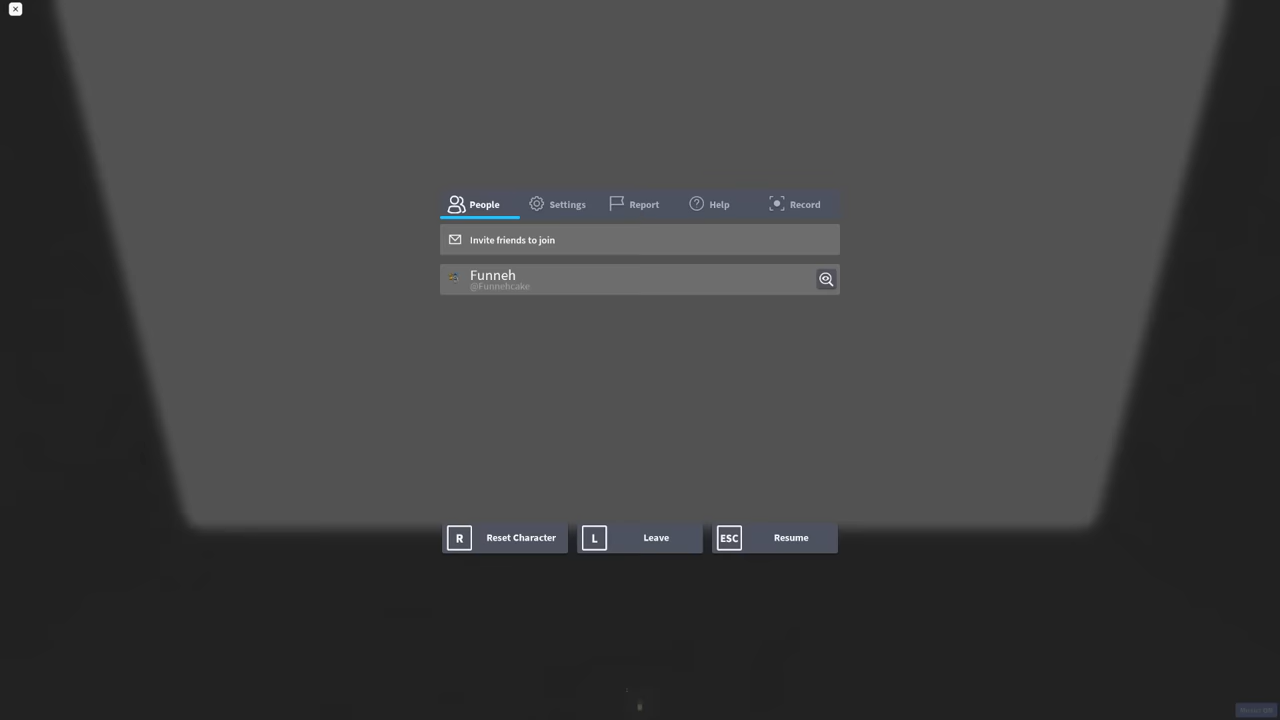 People
Settings
Report
Help
Record
Invite friends to join
Funneh
@Funnehcake
R
Reset Character
L
Leave
ESC
Resume